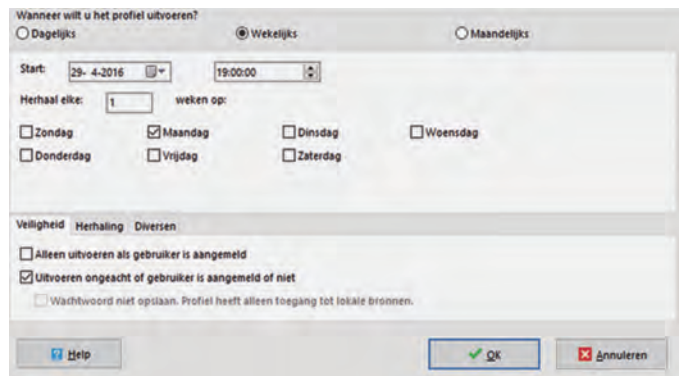 Wanneer wilt u het profiel uitvoeren?
Dagelijks Wekelijks Maandelijks
Start: 29- 4-2016 19:00:00
Herhaal elke: 1 weken op:
Zondag Maandag Dinsdag Woensdag
Donderdag Vrijdag Zaterdag
Veiligheid Herhaling Diversen
Alleen uitvoeren als gebruiker is aangemeld
Uitvoeren ongeacht of gebruiker is aangemeld of niet
Wachtwoord niet opslaan. Profiel heeft alleen toegang tot lokale bronnen.
Help OK Annuleren